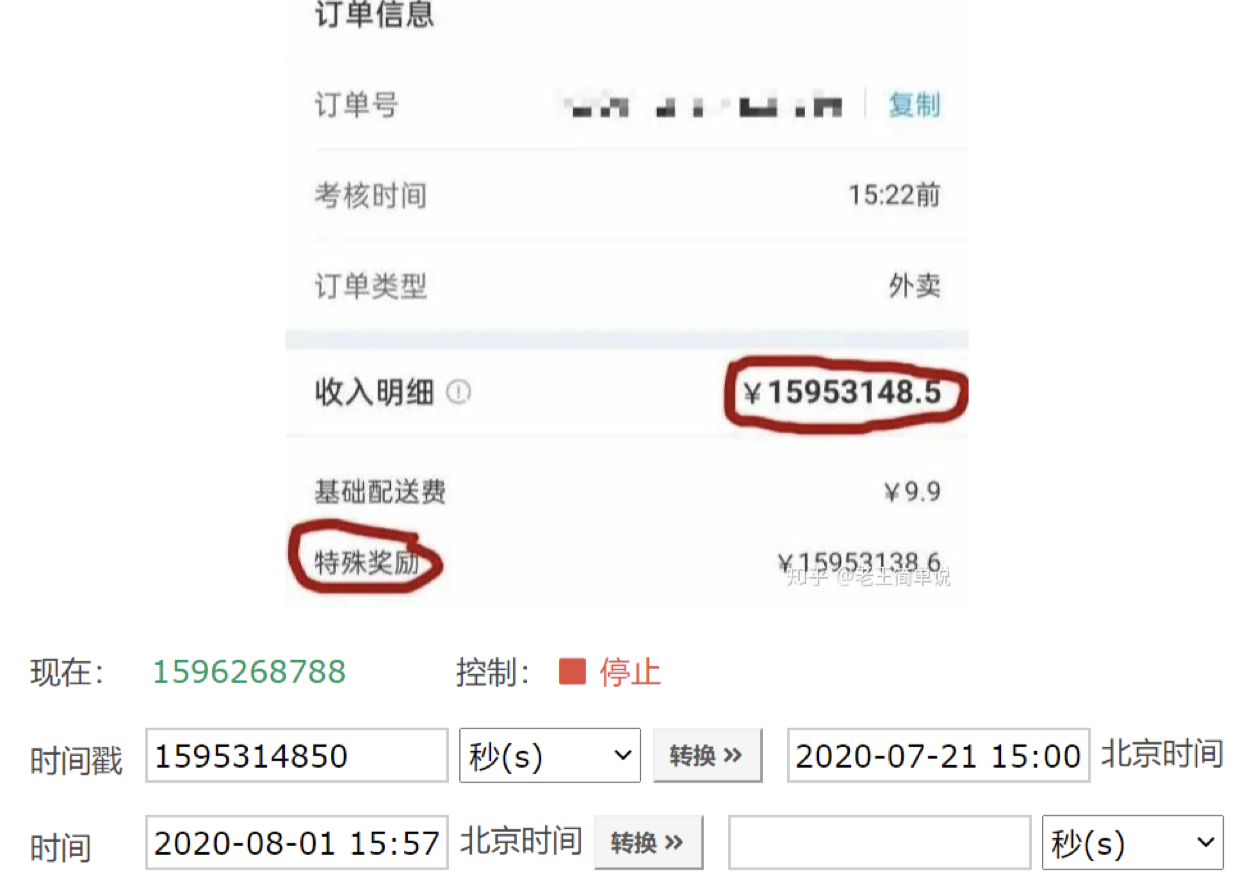 订单信息
订单号 复制
考核时间 15:22前
订单类型 外卖
收入明细 ¥15953148.5
基础配送费 ¥9.9
特殊奖励 ¥15953138.6
知乎 @老王简单说
现在： 1596268788 控制： 停止
时间戳 1595314850 秒(s) 转换 » 2020-07-21 15:00 北京时间
时间 2020-08-01 15:57 北京时间 转换 » 秒(s)